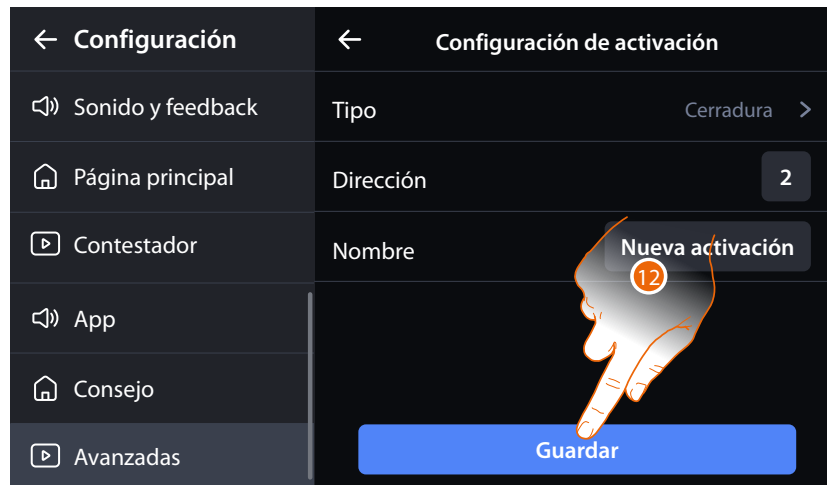 Configuración
Sonido y feedback
Página principal
Contestador
App
Consejo
Avanzadas
Configuración de activación
Tipo
Cerradura
Dirección
2
Nombre
Nueva activación
12
Guardar